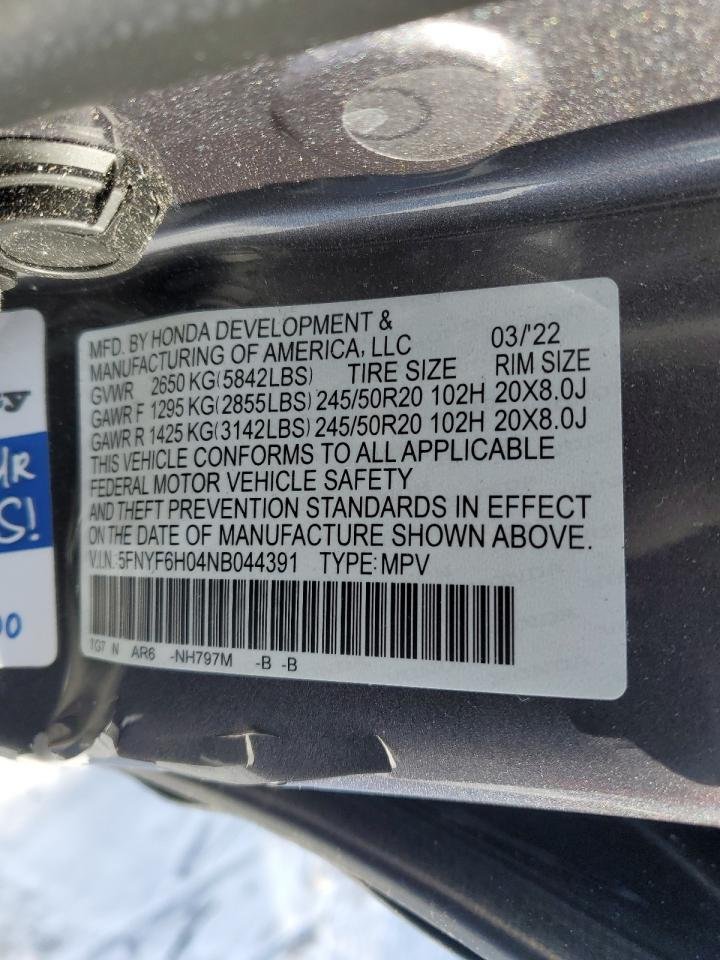 MFD. BY HONDA DEVELOPMENT &
MANUFACTURING OF AMERICA, LLC 03/'22
GVWR 2650 KG(5842LBS) TIRE SIZE RIM SIZE
GAWR F 1295 KG(2855LBS) 245/50R20 102H 20X8.0J
GAWR R 1425 KG(3142LBS) 245/50R20 102H 20X8.0J
THIS VEHICLE CONFORMS TO ALL APPLICABLE
FEDERAL MOTOR VEHICLE SAFETY
AND THEFT PREVENTION STANDARDS IN EFFECT
ON THE DATE OF MANUFACTURE SHOWN ABOVE.
V.I.N.:5FNYF6H04NB044391 TYPE:MPV
TG7 N AR6 -NH797M -B -B
S!
00